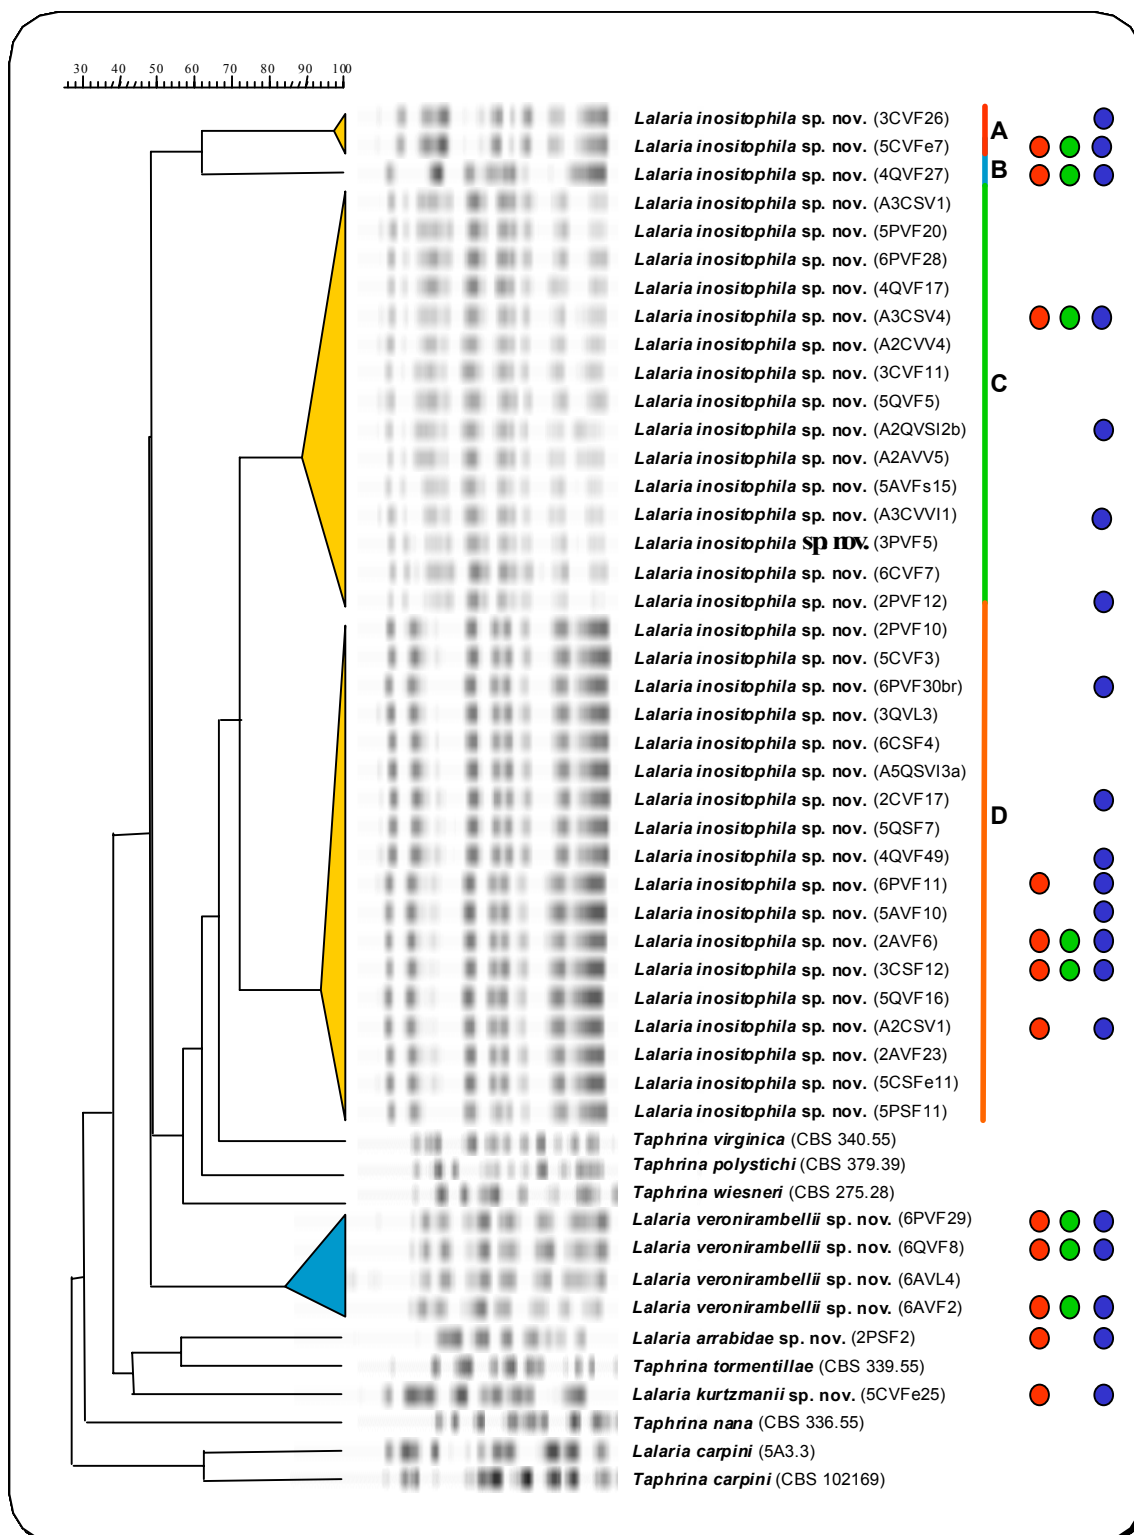 30 40 50 60 70 80 90 100
Lalaria inositophila sp. nov. (3CVF26)
A
Lalaria inositophila sp. nov. (5CVFe7)
Lalaria inositophila sp. nov. (4QVF27)
B
Lalaria inositophila sp. nov. (A3CSV1)
Lalaria inositophila sp. nov. (5PVF20)
Lalaria inositophila sp. nov. (6PVF28)
Lalaria inositophila sp. nov. (4QVF17)
Lalaria inositophila sp. nov. (A3CSV4)
Lalaria inositophila sp. nov. (A2CVV4)
Lalaria inositophila sp. nov. (3CVF11)
C
Lalaria inositophila sp. nov. (5QVF5)
Lalaria inositophila sp. nov. (A2QVSI2b)
Lalaria inositophila sp. nov. (A2AVV5)
Lalaria inositophila sp. nov. (5AVFs15)
Lalaria inositophila sp. nov. (A3CVVI1)
Lalaria inositophila sp. nov. (3PVF5)
Lalaria inositophila sp. nov. (6CVF7)
Lalaria inositophila sp. nov. (2PVF12)
Lalaria inositophila sp. nov. (2PVF10)
Lalaria inositophila sp. nov. (5CVF3)
Lalaria inositophila sp. nov. (6PVF30br)
Lalaria inositophila sp. nov. (3QVL3)
Lalaria inositophila sp. nov. (6CSF4)
Lalaria inositophila sp. nov. (A5QSVI3a)
Lalaria inositophila sp. nov. (2CVF17)
D
Lalaria inositophila sp. nov. (5QSF7)
Lalaria inositophila sp. nov. (4QVF49)
Lalaria inositophila sp. nov. (6PVF11)
Lalaria inositophila sp. nov. (5AVF10)
Lalaria inositophila sp. nov. (2AVF6)
Lalaria inositophila sp. nov. (3CSF12)
Lalaria inositophila sp. nov. (5QVF16)
Lalaria inositophila sp. nov. (A2CSV1)
Lalaria inositophila sp. nov. (2AVF23)
Lalaria inositophila sp. nov. (5CSFe11)
Lalaria inositophila sp. nov. (5PSF11)
Taphrina virginica (CBS 340.55)
Taphrina polystichi (CBS 379.39)
Taphrina wiesneri (CBS 275.28)
Lalaria veronirambellii sp. nov. (6PVF29)
Lalaria veronirambellii sp. nov. (6QVF8)
Lalaria veronirambellii sp. nov. (6AVL4)
Lalaria veronirambellii sp. nov. (6AVF2)
Lalaria arrabidae sp. nov. (2PSF2)
Taphrina tormentillae (CBS 339.55)
Lalaria kurtzmanii sp. nov. (5CVFe25)
Taphrina nana (CBS 336.55)
Lalaria carpini (5A3.3)
Taphrina carpini (CBS 102169)